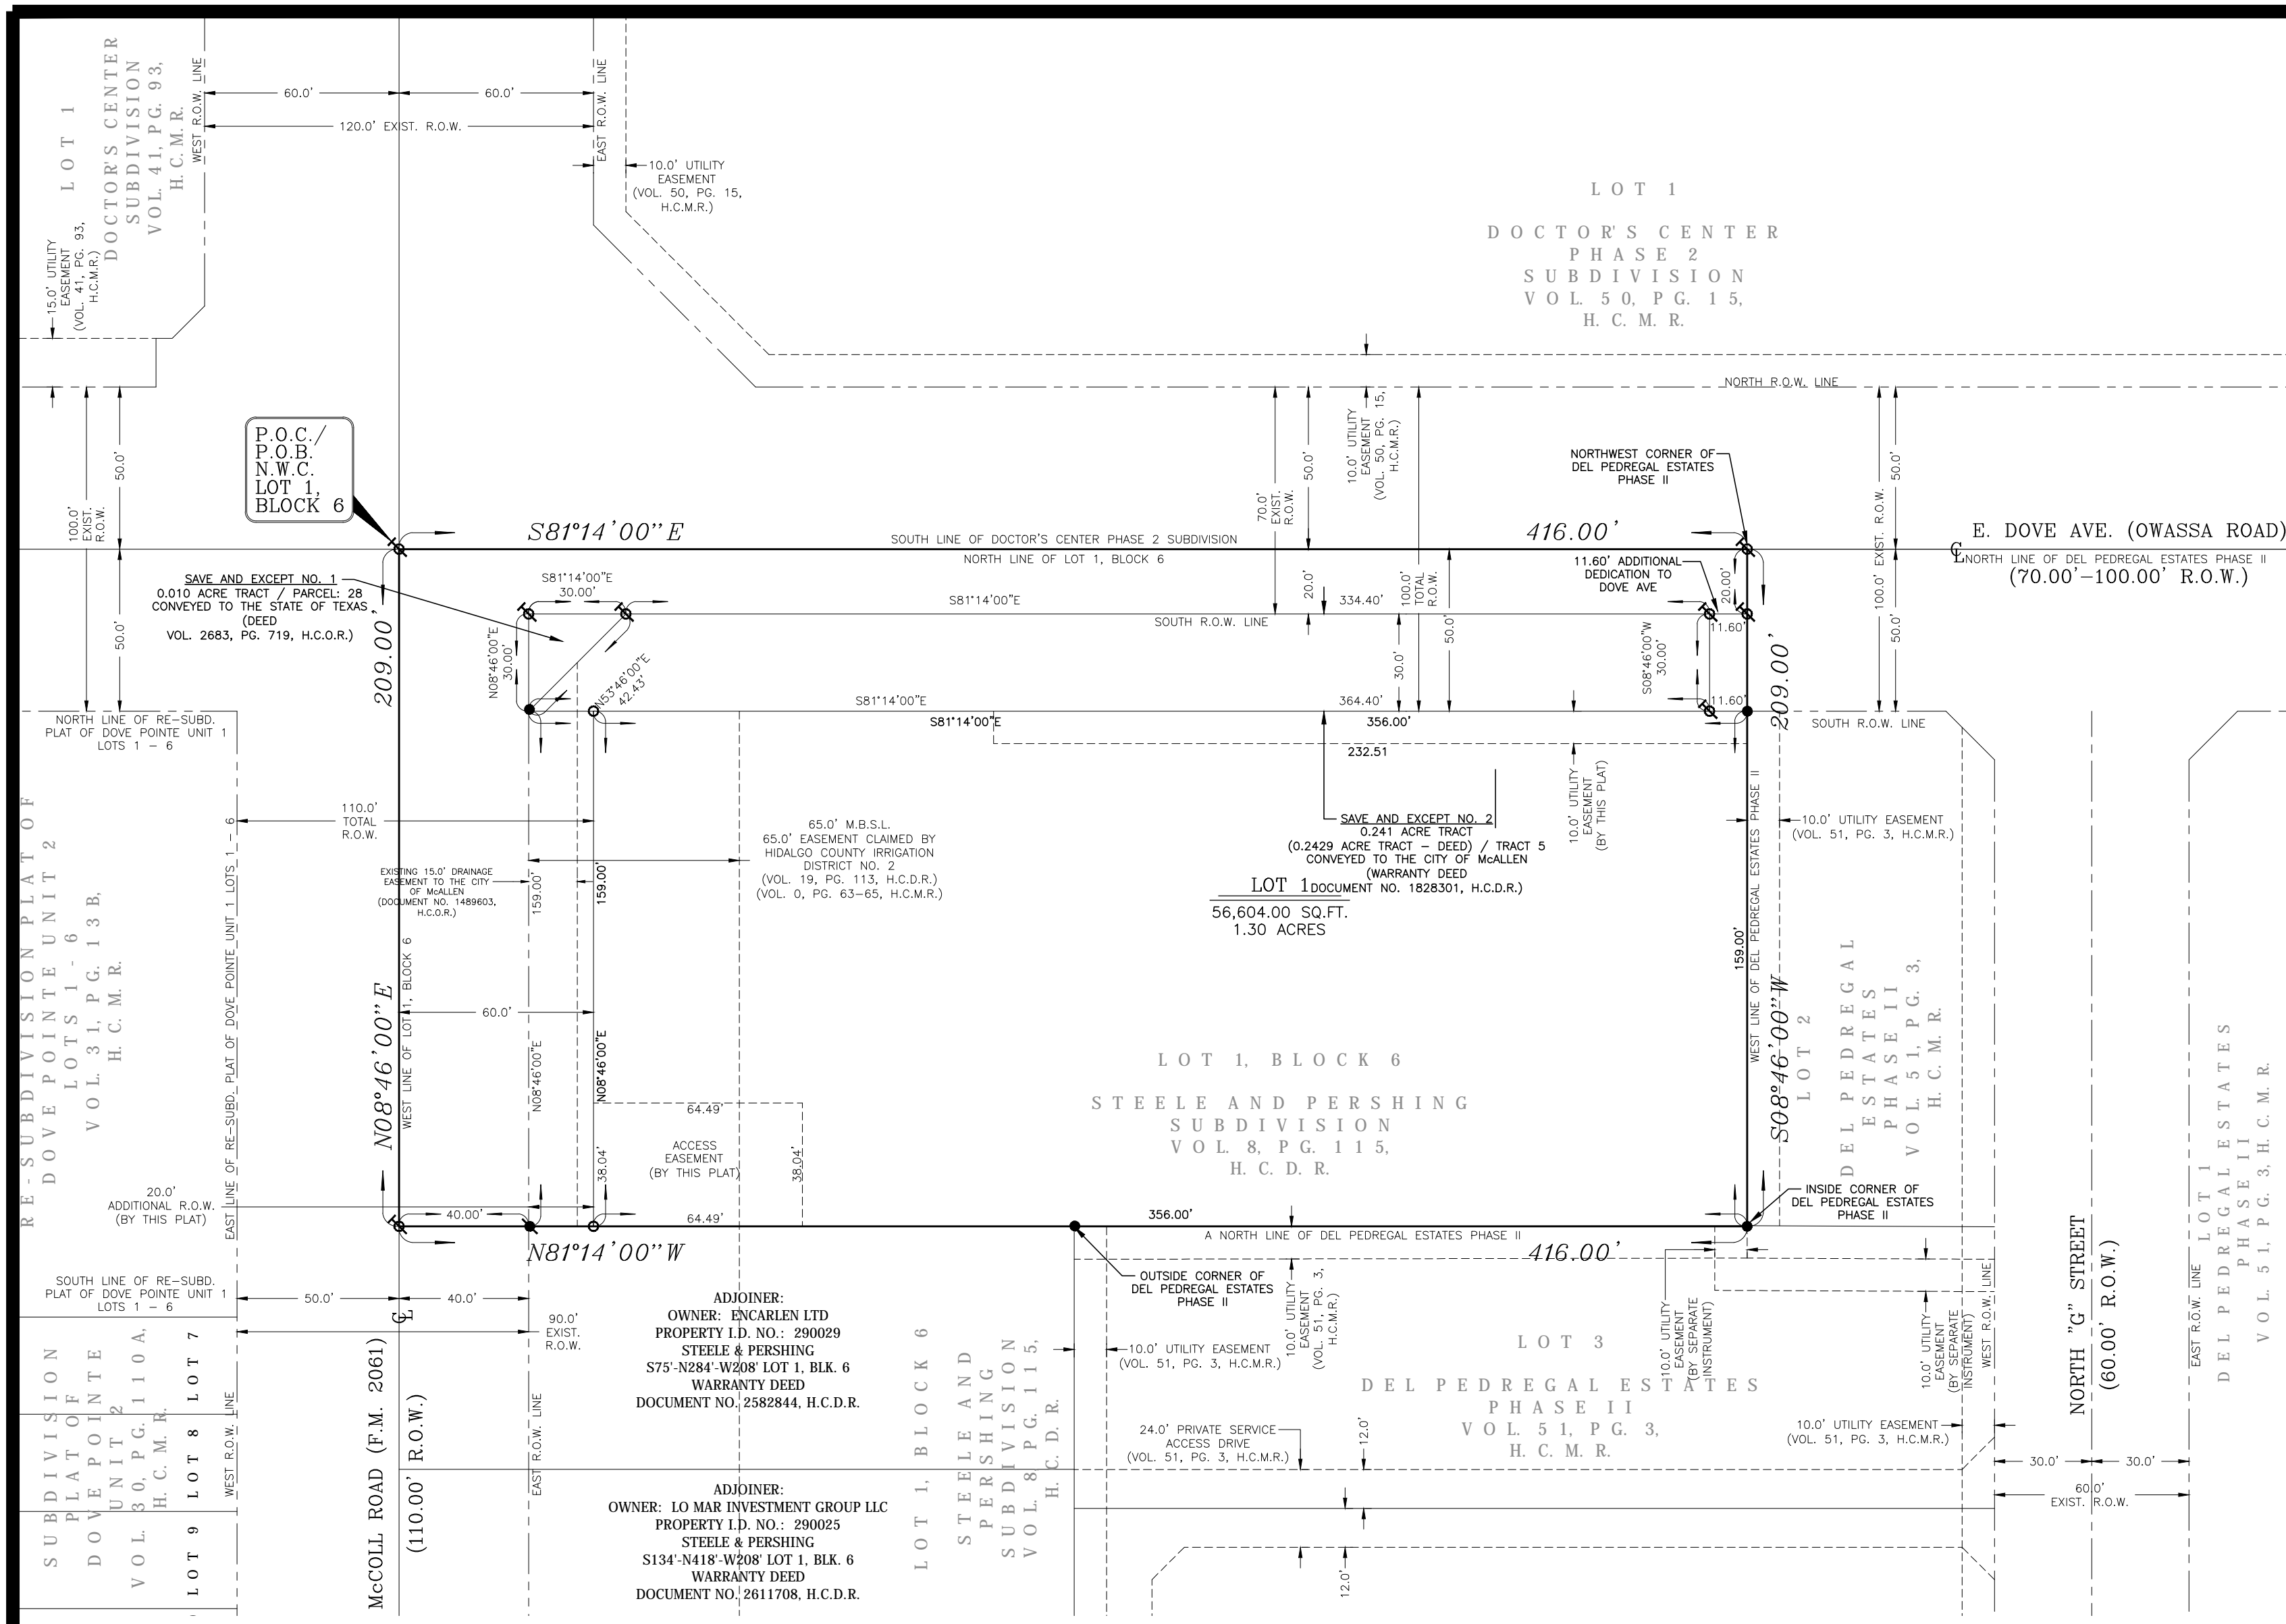 LOT 1
DOCTOR'S CENTER
SUBDIVISION
VOL. 41, PG. 93,
H.C.M.R.
WEST R.O.W. LINE
60.0'
60.0'
120.0' EXIST. R.O.W.
EAST R.O.W. LINE
10.0' UTILITY
EASEMENT
(VOL. 50, PG. 15,
H.C.M.R.)
15.0' UTILITY
EASEMENT
(VOL. 41, PG. 93,
H.C.M.R.)
LOT 1
DOCTOR'S CENTER
PHASE 2
SUBDIVISION
VOL. 50, PG. 15,
H.C.M.R.
NORTH R.O.W. LINE
P.O.C./
P.O.B.
N.W.C.
LOT 1,
BLOCK 6
100.0'
EXIST.
R.O.W.
50.0'
50.0'
70.0'
EXIST.
R.O.W.
50.0'
10.0' UTILITY
EASEMENT
(VOL. 50, PG. 15,
H.C.M.R.)
100.0'
TOTAL
R.O.W.
NORTHWEST CORNER OF
DEL PEDREGAL ESTATES
PHASE II
100.0' EXIST. R.O.W.
50.0'
50.0'
S81°14'00"E
SOUTH LINE OF DOCTOR'S CENTER PHASE 2 SUBDIVISION
416.00'
NORTH LINE OF LOT 1, BLOCK 6
E. DOVE AVE. (OWASSA ROAD)
NORTH LINE OF DEL PEDREGAL ESTATES PHASE II
(70.00'-100.00' R.O.W.)
SAVE AND EXCEPT NO. 1
0.010 ACRE TRACT / PARCEL: 28
CONVEYED TO THE STATE OF TEXAS
(DEED
VOL. 2683, PG. 719, H.C.O.R.)
209.00'
S81°14'00"E
30.00'
N08°46'00"E
30.00'
N53°46'00"E
42.43'
S81°14'00"E
20.0'
334.40'
SOUTH R.O.W. LINE
50.0'
30.0'
11.60' ADDITIONAL
DEDICATION TO
DOVE AVE
20.00'
11.60'
S08°46'00"W
30.00'
11.60'
209.00'
S81°14'00"E
364.40'
S81°14'00"E
356.00'
SOUTH R.O.W. LINE
232.51
NORTH LINE OF RE-SUBD.
PLAT OF DOVE POINTE UNIT 1
LOTS 1 - 6
RE-SUBDIVISION PLAT OF
DOVE POINTE UNIT 2
LOTS 1 - 6
VOL. 31, PG. 13B,
H.C.M.R.
EAST LINE OF RE-SUBD. PLAT OF DOVE POINTE UNIT 1 LOTS 1 - 6
110.0'
TOTAL
R.O.W.
EXISTING 15.0' DRAINAGE
EASEMENT TO THE CITY
OF McALLEN
(DOCUMENT NO. 1489603,
H.C.O.R.)
159.00'
159.00'
65.0' M.B.S.L.
65.0' EASEMENT CLAIMED BY
HIDALGO COUNTY IRRIGATION
DISTRICT NO. 2
(VOL. 19, PG. 113, H.C.D.R.)
(VOL. 0, PG. 63-65, H.C.M.R.)
SAVE AND EXCEPT NO. 2
0.241 ACRE TRACT
(0.2429 ACRE TRACT - DEED) / TRACT 5
CONVEYED TO THE CITY OF McALLEN
(WARRANTY DEED
DOCUMENT NO. 1828301, H.C.D.R.)
LOT 1
56,604.00 SQ.FT.
1.30 ACRES
10.0' UTILITY
EASEMENT
(BY THIS PLAT)
WEST LINE OF DEL PEDREGAL ESTATES PHASE II
159.00'
10.0' UTILITY EASEMENT
(VOL. 51, PG. 3, H.C.M.R.)
N08°46'00"E
WEST LINE OF LOT 1, BLOCK 6
60.0'
N08°46'00"E
N08°46'00"E
S08°46'00"W
LOT 2
DEL PEDREGAL
ESTATES
PHASE II
VOL. 51, PG. 3,
H.C.M.R.
LOT 1, BLOCK 6
STEELE AND PERSHING
SUBDIVISION
VOL. 8, PG. 115,
H.C.D.R.
64.49'
ACCESS
EASEMENT
(BY THIS PLAT)
38.04'
38.04'
64.49'
20.0'
ADDITIONAL R.O.W.
(BY THIS PLAT)
40.00'
N81°14'00"W
356.00'
A NORTH LINE OF DEL PEDREGAL ESTATES PHASE II
416.00'
INSIDE CORNER OF
DEL PEDREGAL ESTATES
PHASE II
LOT 1
DEL PEDREGAL ESTATES
PHASE II
VOL. 51, PG. 3, H.C.M.R.
SOUTH LINE OF RE-SUBD.
PLAT OF DOVE POINTE UNIT 1
LOTS 1 - 6
50.0'
40.0'
90.0'
EXIST.
R.O.W.
SUBDIVISION
PLAT OF
DOVE POINTE
UNIT 2
VOL. 30, PG. 110A,
H.C.M.R.
LOT 9 LOT 8 LOT 7
WEST R.O.W. LINE
McCOLL ROAD (F.M. 2061)
(110.00' R.O.W.)
EAST R.O.W. LINE
ADJOINER:
OWNER: ENCARLEN LTD
PROPERTY I.D. NO.: 290029
STEELE & PERSHING
S75'-N284'-W208' LOT 1, BLK. 6
WARRANTY DEED
DOCUMENT NO. 2582844, H.C.D.R.
ADJOINER:
OWNER: LO MAR INVESTMENT GROUP LLC
PROPERTY I.D. NO.: 290025
STEELE & PERSHING
S134'-N418'-W208' LOT 1, BLK. 6
WARRANTY DEED
DOCUMENT NO. 2611708, H.C.D.R.
LOT 1, BLOCK 6
STEELE AND
PERSHING
SUBDIVISION
VOL. 8, PG. 115,
H.C.D.R.
OUTSIDE CORNER OF
DEL PEDREGAL ESTATES
PHASE II
10.0' UTILITY EASEMENT
(VOL. 51, PG. 3, H.C.M.R.)
10.0' UTILITY
EASEMENT
(VOL. 51, PG. 3,
H.C.M.R.)
24.0' PRIVATE SERVICE
ACCESS DRIVE
(VOL. 51, PG. 3, H.C.M.R.)
12.0'
12.0'
LOT 3
DEL PEDREGAL ESTATES
PHASE II
VOL. 51, PG. 3,
H.C.M.R.
10.0' UTILITY
EASEMENT
(BY SEPARATE
INSTRUMENT)
10.0' UTILITY
EASEMENT
(BY SEPARATE
INSTRUMENT)
WEST R.O.W. LINE
10.0' UTILITY EASEMENT
(VOL. 51, PG. 3, H.C.M.R.)
NORTH "G" STREET
(60.00' R.O.W.)
EAST R.O.W. LINE
30.0'
30.0'
60.0'
EXIST. R.O.W.